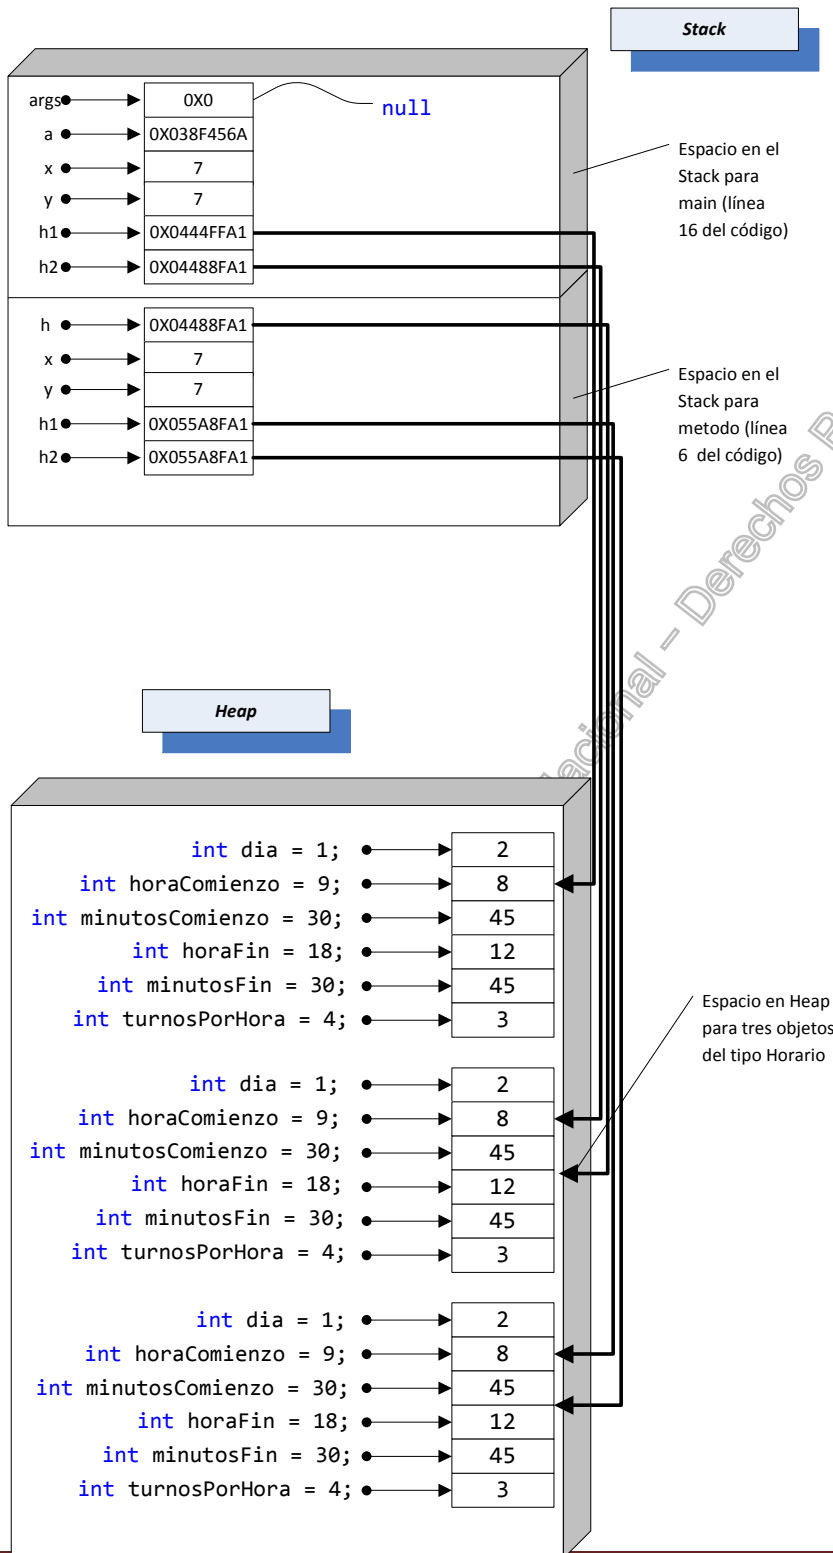 Stack
args
0X0
null
a
0X038F456A
x
7
y
7
h1
0X0444FFA1
h2
0X04488FA1
Espacio en el
Stack para
main (línea
16 del código)
h
0X04488FA1
x
7
y
7
h1
0X055A8FA1
h2
0X055A8FA1
Espacio en el
Stack para
metodo (línea
6 del código)
– Derechos
Heap
int dia = 1;
2
int horaComienzo = 9;
8
int minutosComienzo = 30;
45
int horaFin = 18;
12
int minutosFin = 30;
45
int turnosPorHora = 4;
3
int dia = 1;
2
int horaComienzo = 9;
8
int minutosComienzo = 30;
45
int horaFin = 18;
12
int minutosFin = 30;
45
int turnosPorHora = 4;
3
int dia = 1;
2
int horaComienzo = 9;
8
int minutosComienzo = 30;
45
int horaFin = 18;
12
int minutosFin = 30;
45
int turnosPorHora = 4;
3
Espacio en Heap
para tres objetos
del tipo Horario